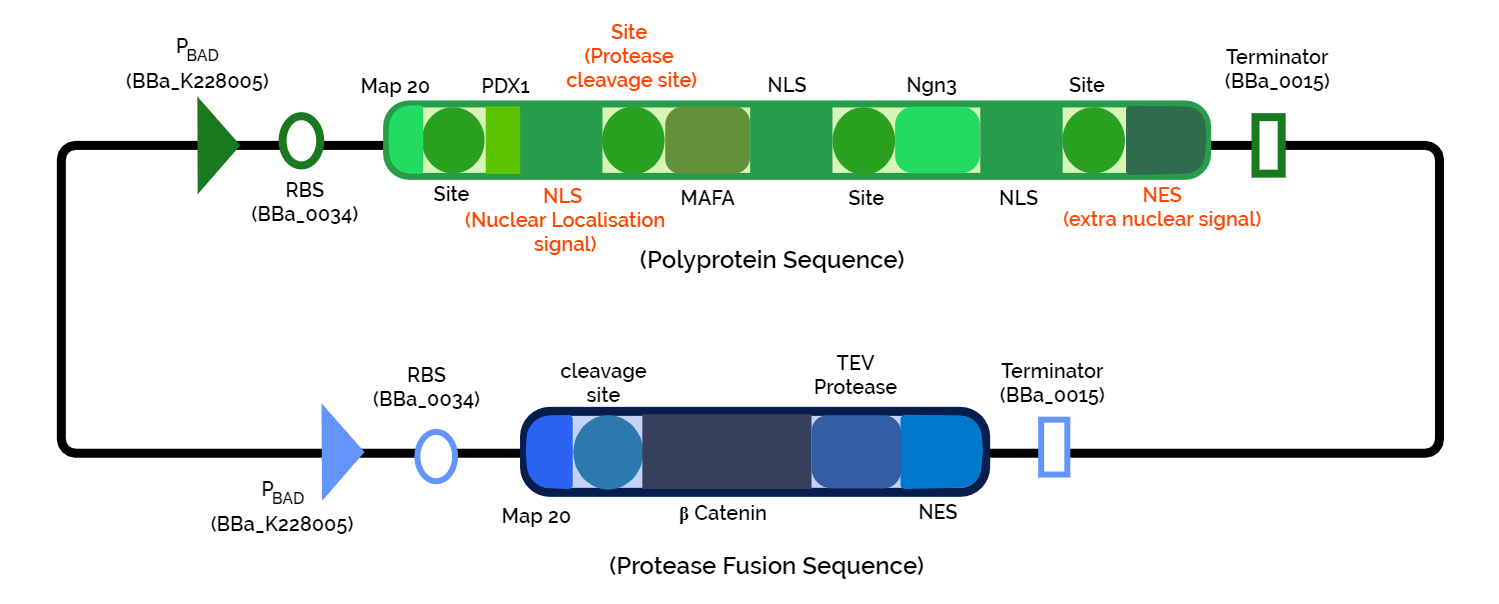 P
BAD
(BBa_K228005)
RBS
(BBa_0034)
Map 20
Site
PDX1
NLS
(Nuclear Localisation
signal)
Site
(Protease
cleavage site)
MAFA
NLS
Site
Ngn3
NLS
Site
NES
(extra nuclear signal)
Terminator
(BBa_0015)
(Polyprotein Sequence)
P
BAD
(BBa_K228005)
RBS
(BBa_0034)
Map 20
cleavage
site
β Catenin
TEV
Protease
NES
Terminator
(BBa_0015)
(Protease Fusion Sequence)